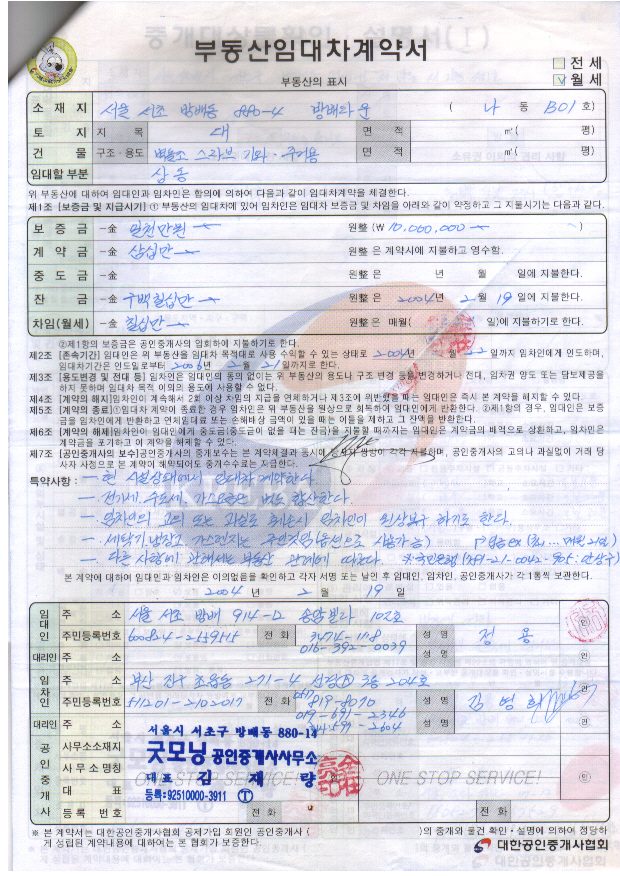 부동산임대차계약서
□ 전 세
☑ 월 세
부동산의 표시
소 재 지 서울 서초 방배동 880-4 방배타운 ( 나 동 B01 호)
토 지 지 목 대 면 적 ㎡( 평)
건 물 구조·용도 벽돌조 스라브 기와·주거용 면 적 ㎡( 평)
임대할 부분
위 부동산에 대하여 임대인과 임차인은 합의에 의하여 다음과 같이 임대차계약을 체결한다.
제1조 [보증금 및 지급시기] ① 부동산의 임대차에 있어 임차인은 임대차 보증금 및 차임을 아래와 같이 약정하고 그 지불시기는 다음과 같다.
보 증 금 一金 일천만원 원整 (₩ 10,000,000 )
계 약 금 一金 삼십만 원整 은 계약시에 지불하고 영수함.
중 도 금 一金 원整 은 년 월 일에 지불한다.
잔 금 一金 구백칠십만 원整 은 2004 년 2 월 19 일에 지불한다.
차임(월세) 一金 칠십만 원整 은 매월( 일)에 지불하기로 한다.
②제1항의 보증금은 공인중개사의 입회하에 지불하기로 한다.
제2조 [존속기간] 임대인은 위 부동산을 임대차 목적대로 사용 수익할 수 있는 상태로 2004년 2월 22 일까지 임차인에게 인도하며,
임대차기간은 인도일로부터 2006년 2월 21일까지로 한다.
제3조 [용도변경 및 전대 등] 임차인은 임대인의 동의 없이는 위 부동산의 용도나 구조 변경 등을 변경하거나 전대, 임차권 양도 또는 담보제공을
하지 못하며 임대차 목적 이외의 용도에 사용할 수 없다.
제4조 [계약의 해지] 임차인이 계속해서 2회 이상 차임의 지급을 연체하거나 제3조에 위반했을 때는 임대인은 즉시 본 계약을 해지할 수 있다.
제5조 [계약의 종료] ①임대차 계약이 종료한 경우 임차인은 위 부동산을 원상으로 회복하여 임대인에게 반환한다. ②제1항의 경우, 임대인은 보증
금을 임차인에게 반환하고 연체임대료 또는 손해배상 금액이 있을 때는 이들을 제하고 그 잔액을 반환한다.
제6조 [계약의 해제] 임차인이 임대인에게 중도금(중도금이 없을 때는 잔금)을 지불할 때까지는 임대인은 계약금의 배액으로 상환하고, 임차인은
계약금을 포기하고 이 계약을 해제할 수 있다.
제7조 [공인중개사의 보수] 공인중개사의 중개보수는 본 계약체결과 동시에 쌍방이 각각 지불하며, 공인중개사의 고의나 과실없이 거래 당
사자 사정으로 본 계약이 해약되어도 중개수수료는 지급한다.
특약사항 : — 현 시설상태에서 임대차 계약한다.
— 전기세, 수도세, 가스요금은 별도 합산한다.
— 임차인의 고의 또는 과실로 훼손시 임차인이 원상복구 하기로 한다.
— 세탁기, 냉장고, 가스렌지는 옵션으로 사용가능)
— 다른 사항에 관해서는 부동산 관례에 따른다. ※국민은행
본 계약에 대하여 임대인과 임차인은 이의없음을 확인하고 각자 서명 또는 날인 후 임대인, 임차인, 공인중개사가 각 1통씩 보관한다.
2004 년 2 월 19 일
임대인 주 소 서울 서초 방배 914-12 송암빌라 102호 ㊞
주민등록번호 600824-2559515 전 화 3474-1118 016-392-0039 성 명 정 용
대리인 주 소 성 명 ㊞
임차인 주 소 부산 진구 271-4 3동 204호
주민등록번호 511201-2102017 전 화 819-8070 성 명 김 병 희 ㊞
대리인 주 소 019-671-2346 성 명 ㊞
공인중개사 사무소소재지 서울시 서초구 방배동 880-14
사무소명칭 굿모닝 공인중개사사무소
대 표 대표 김 재 량
등록:92510000-3911 ①
ONE STOP SERVICE! ONE STOP SERVICE!
등 록 번 호 전 화 전 화
※ 본 계약서는 대한공인중개사협회 공제가입 회원인 공인중개사 ( )의 중개와 물건 확인·설명에 의하여 정당하
게 성립된 계약내용에 대하여는 본 협회가 보증한다.
대한공인중개사협회